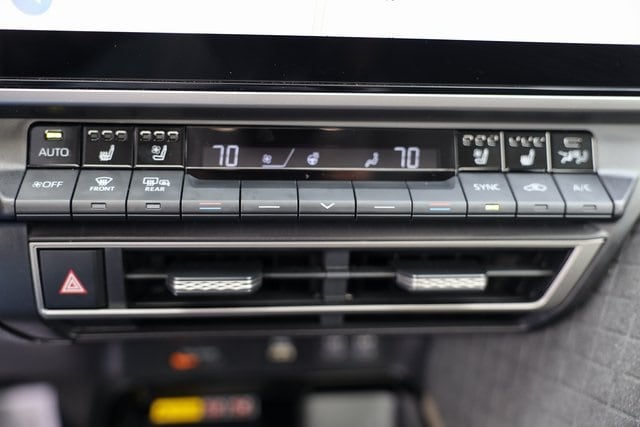 AUTO 70 70
OFF FRONT REAR SYNC A/C